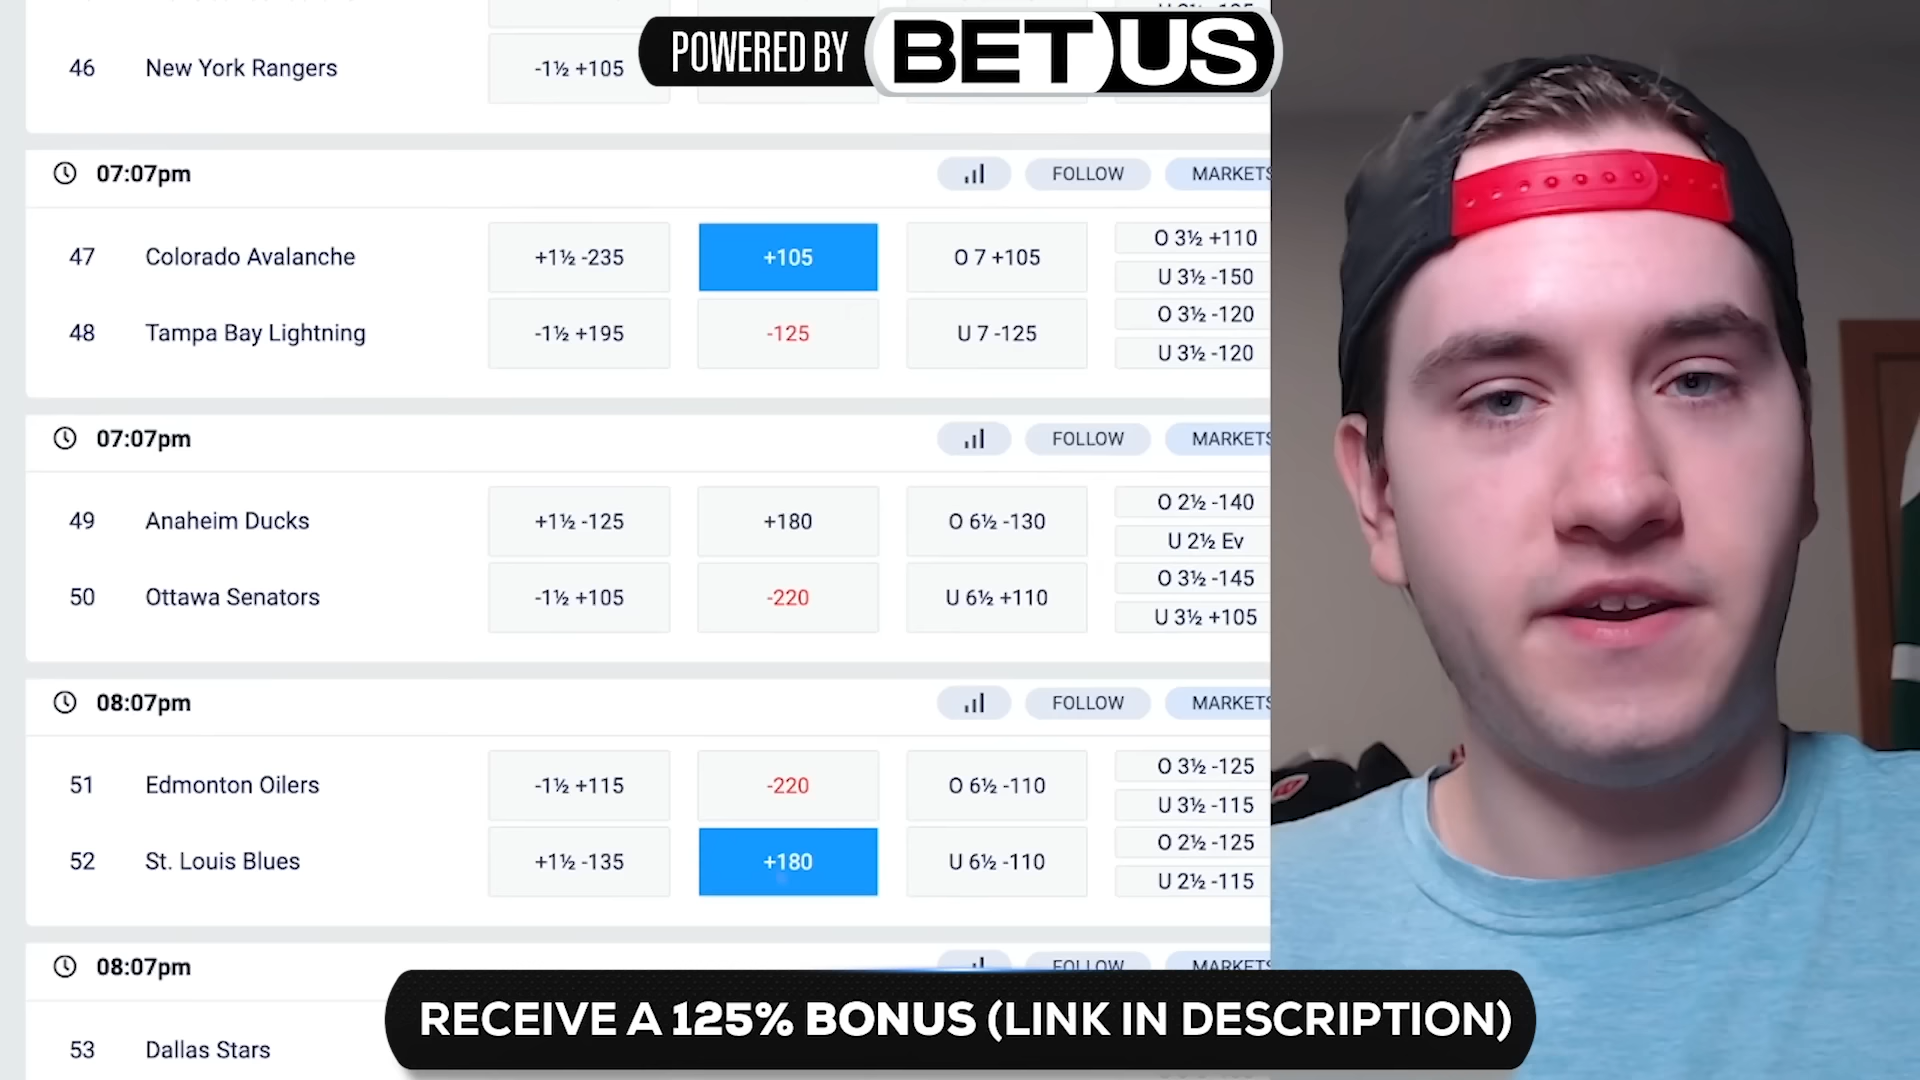 POWERED BY BETUS
46 New York Rangers -1½ +105
07:07pm FOLLOW MARKETS
47 Colorado Avalanche +1½ -235 +105 O 7 +105 O 3½ +110
U 3½ -150
48 Tampa Bay Lightning -1½ +195 -125 U 7 -125 O 3½ -120
U 3½ -120
07:07pm FOLLOW MARKETS
49 Anaheim Ducks +1½ -125 +180 O 6½ -130 O 2½ -140
U 2½ Ev
50 Ottawa Senators -1½ +105 -220 U 6½ +110 O 3½ -145
U 3½ +105
08:07pm FOLLOW MARKETS
51 Edmonton Oilers -1½ +115 -220 O 6½ -110 O 3½ -125
U 3½ -115
52 St. Louis Blues +1½ -135 +180 U 6½ -110 O 2½ -125
U 2½ -115
08:07pm FOLLOW MARKETS
RECEIVE A 125% BONUS (LINK IN DESCRIPTION)
53 Dallas Stars